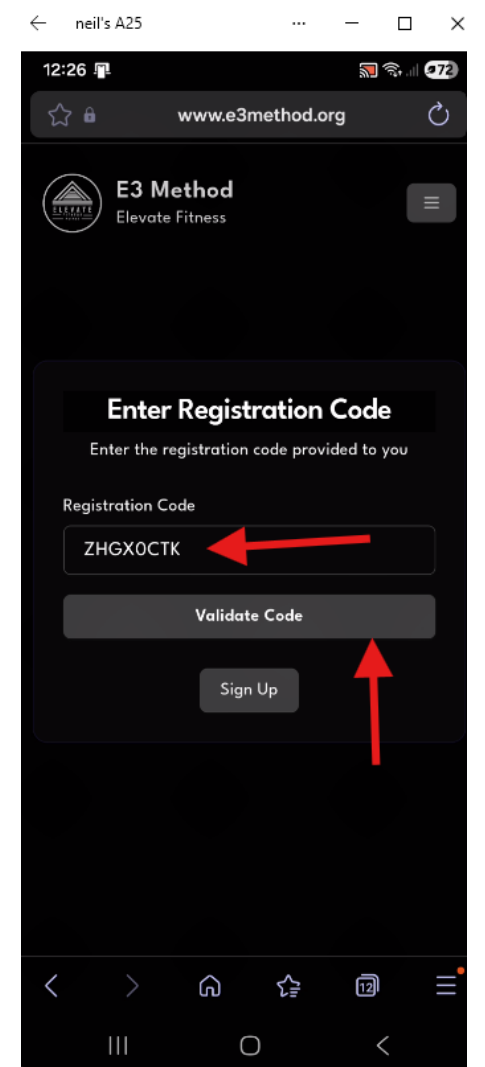 neil's A25
12:26
72
www.e3method.org
E3 Method
Elevate Fitness
ELEVATE
Enter Registration Code
Enter the registration code provided to you
Registration Code
ZHGX0CTK
Validate Code
Sign Up
12